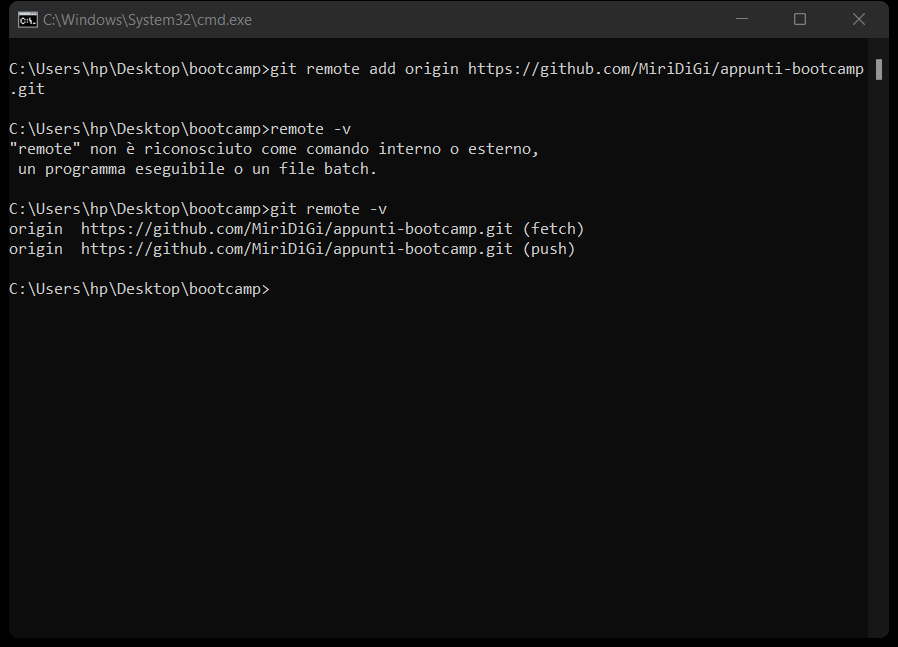 C:\Windows\System32\cmd.exe
C:\Users\hp\Desktop\bootcamp>git remote add origin https://github.com/MiriDiGi/appunti-bootcamp
.git
C:\Users\hp\Desktop\bootcamp>remote -v
"remote" non è riconosciuto come comando interno o esterno,
 un programma eseguibile o un file batch.
C:\Users\hp\Desktop\bootcamp>git remote -v
origin  https://github.com/MiriDiGi/appunti-bootcamp.git (fetch)
origin  https://github.com/MiriDiGi/appunti-bootcamp.git (push)
C:\Users\hp\Desktop\bootcamp>